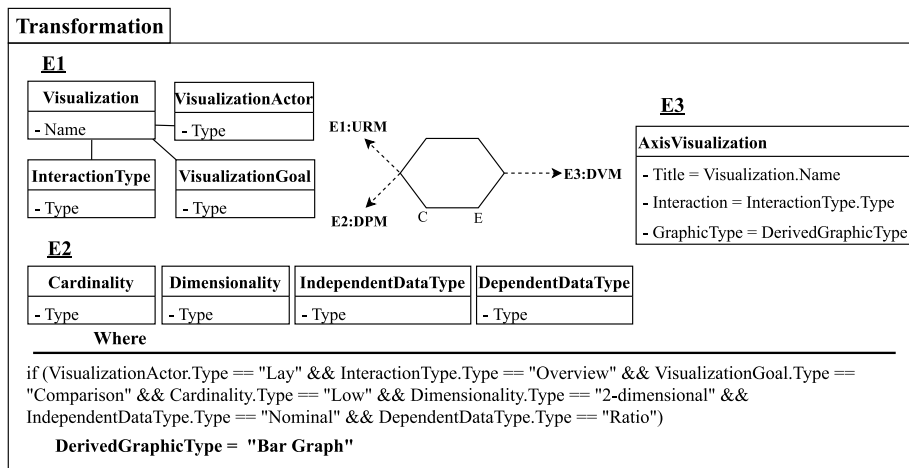 Transformation
E1
Visualization
- Name
VisualizationActor
- Type
InteractionType
- Type
VisualizationGoal
- Type
E1:URM
E2:DPM
C
E
E3:DVM
E3
AxisVisualization
- Title = Visualization.Name
- Interaction = InteractionType.Type
- GraphicType = DerivedGraphicType
E2
Cardinality
- Type
Dimensionality
- Type
IndependentDataType
- Type
DependentDataType
- Type
Where
if (VisualizationActor.Type == "Lay" && InteractionType.Type == "Overview" && VisualizationGoal.Type ==
"Comparison" && Cardinality.Type == "Low" && Dimensionality.Type == "2-dimensional" &&
IndependentDataType.Type == "Nominal" && DependentDataType.Type == "Ratio")
DerivedGraphicType = "Bar Graph"